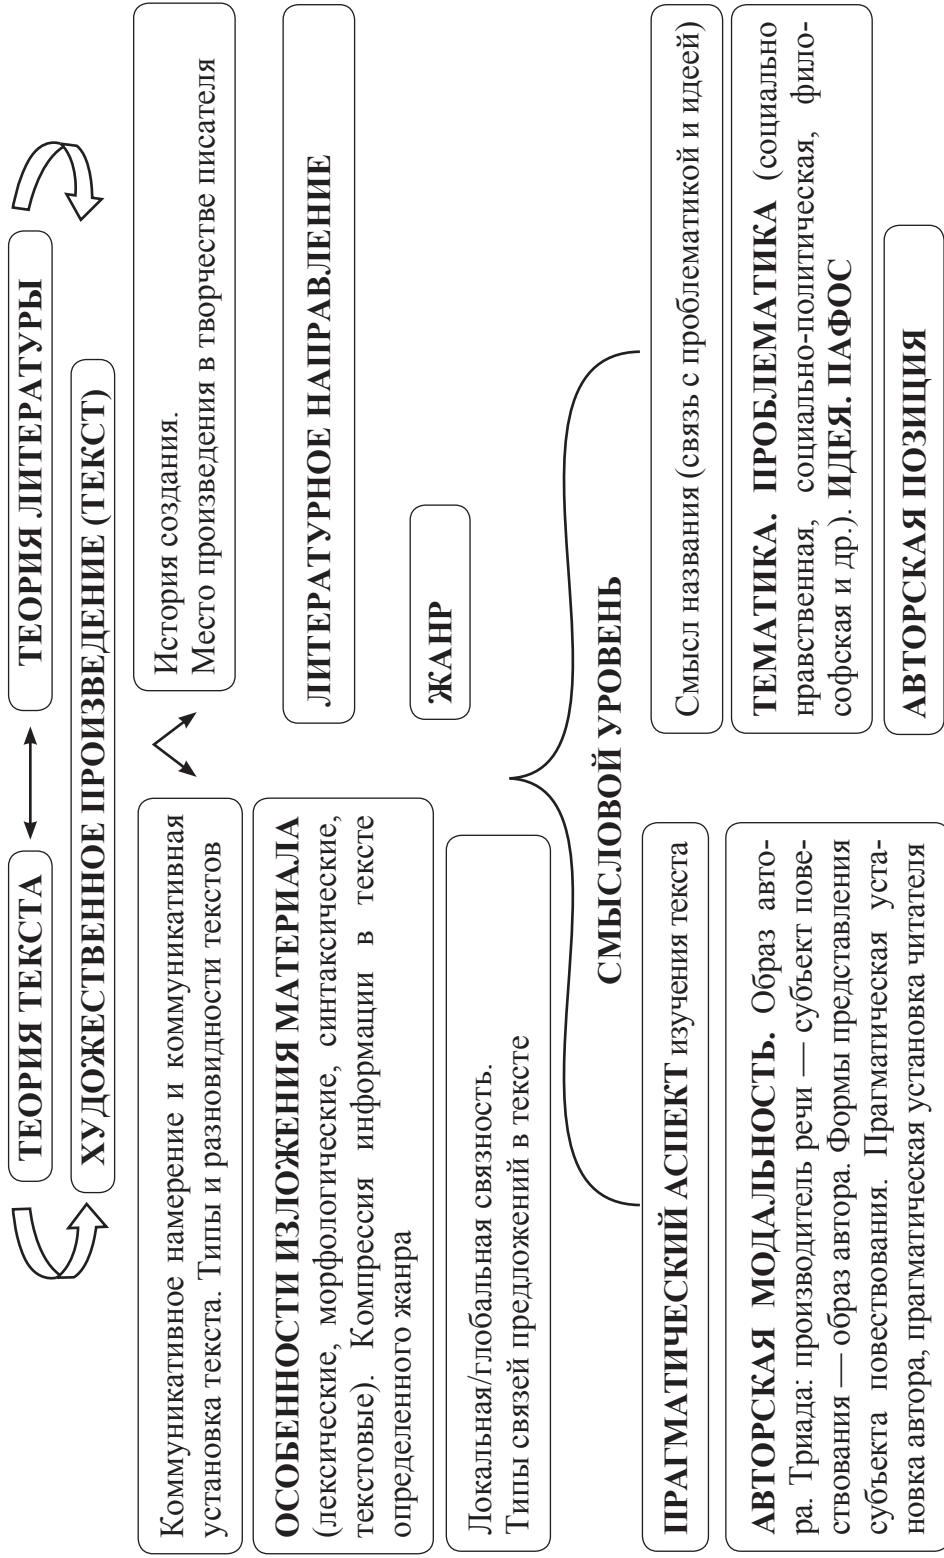 ТЕОРИЯ ТЕКСТА
ТЕОРИЯ ЛИТЕРАТУРЫ
ХУДОЖЕСТВЕННОЕ ПРОИЗВЕДЕНИЕ (ТЕКСТ)
Коммуникативное намерение и коммуникативная
установка текста. Типы и разновидности текстов
История создания.
Место произведения в творчестве писателя
ОСОБЕННОСТИ ИЗЛОЖЕНИЯ МАТЕРИАЛА
(лексические, морфологические, синтаксические,
текстовые). Компрессия информации в тексте
определенного жанра
ЛИТЕРАТУРНОЕ НАПРАВЛЕНИЕ
Локальная/глобальная связность.
Типы связей предложений в тексте
ЖАНР
СМЫСЛОВОЙ УРОВЕНЬ
ПРАГМАТИЧЕСКИЙ АСПЕКТ изучения текста
Смысл названия (связь с проблематикой и идеей)
АВТОРСКАЯ МОДАЛЬНОСТЬ. Образ авто-
ра. Триада: производитель речи — субъект пове-
ствования — образ автора. Формы представления
субъекта повествования. Прагматическая уста-
новка автора, прагматическая установка читателя
ТЕМАТИКА. ПРОБЛЕМАТИКА (социально
нравственная, социально-политическая, фило-
софская и др.). ИДЕЯ. ПАФОС
АВТОРСКАЯ ПОЗИЦИЯ